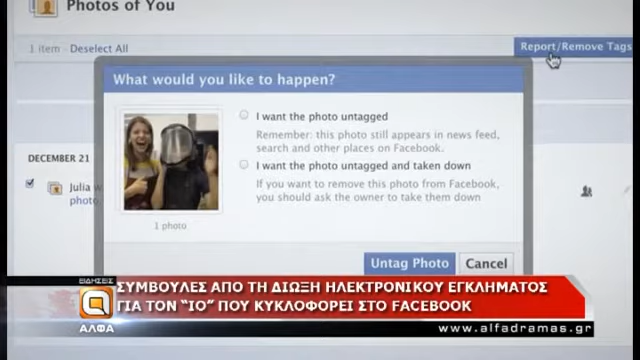 Photos of You
1 item · Deselect All
Report/Remove Tags
What would you like to happen?
I want the photo untagged
Remember: this photo still appears in news feed,
search and other places on Facebook.
I want the photo untagged and taken down
If you want to remove this photo from Facebook,
you should ask the owner to take them down
1 photo
DECEMBER 21
Julia w
photo
Untag Photo
Cancel
ΕΙΔΗΣΕΙΣ
ΑΛΦΑ
ΣΥΜΒΟΥΛΕΣ ΑΠΟ ΤΗ ΔΙΩΞΗ ΗΛΕΚΤΡΟΝΙΚΟΥ ΕΓΚΛΗΜΑΤΟΣ
ΓΙΑ ΤΟΝ “ΙΟ” ΠΟΥ ΚΥΚΛΟΦΟΡΕΙ ΣΤΟ FACEBOOK
www.alfadramas.gr